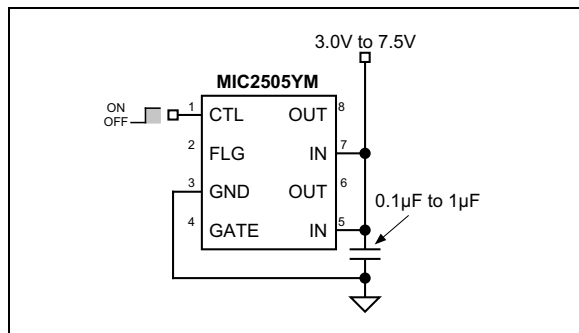 3.0V to 7.5V
MIC2505YM
ON
OFF
1 CTL OUT 8
2 FLG IN 7
3 GND OUT 6
4 GATE IN 5
0.1µF to 1µF